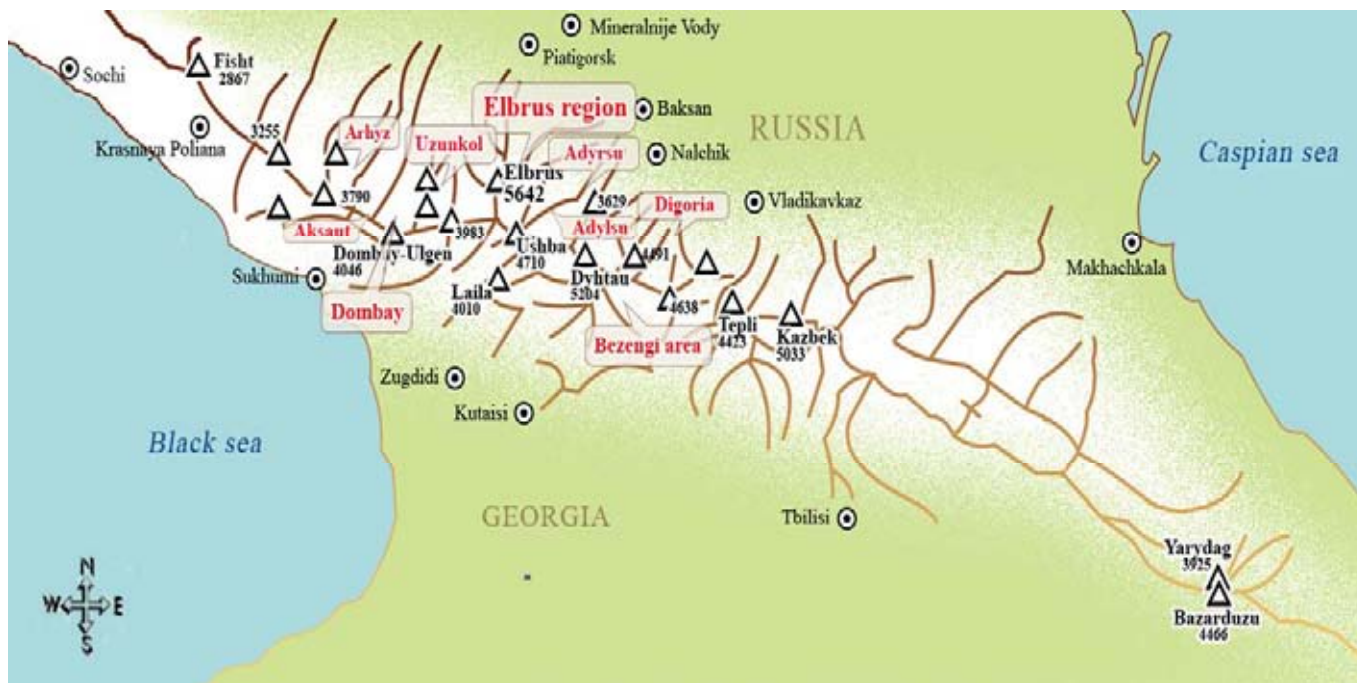 Mineralnije Vody
Piatigorsk
Sochi
Fisht
2867
Elbrus region
Baksan
RUSSIA
Krasnaya Poliana
3255
Arhyz
Uzunkol
Adyrsu
Nalchik
Caspian sea
Elbrus
5642
3790
3629
Digoria
Vladikavkaz
Aksaut
3983
Adylsu
Dombay-Ulgen
4046
Ushba
4710
4491
Makhachkala
Sukhumi
Laila
4010
Dyhtau
5204
4638
Dombay
Tepli
4423
Kazbek
5033
Bezengi area
Zugdidi
Kutaisi
Black sea
GEORGIA
Tbilisi
Yarydag
3925
Bazarduzu
4466
N
W E
S